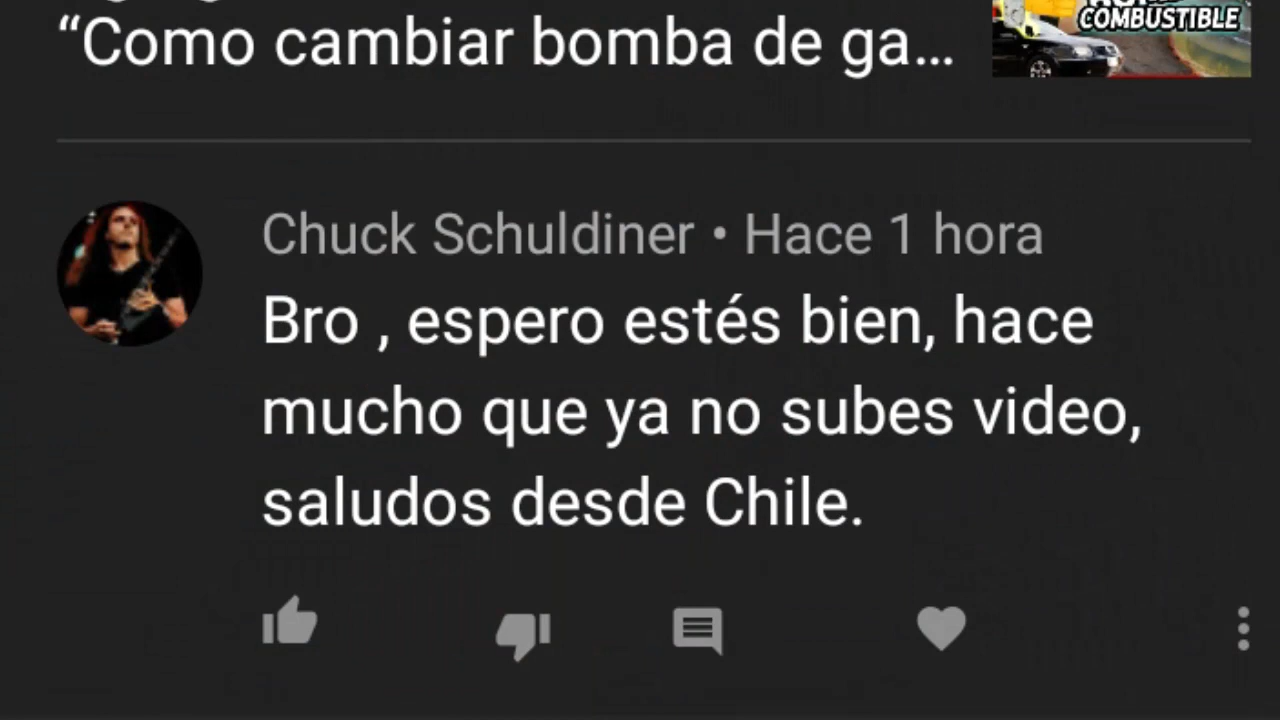 “Como cambiar bomba de ga...
COMBUSTIBLE
Chuck Schuldiner • Hace 1 hora
Bro , espero estés bien, hace
mucho que ya no subes video,
saludos desde Chile.